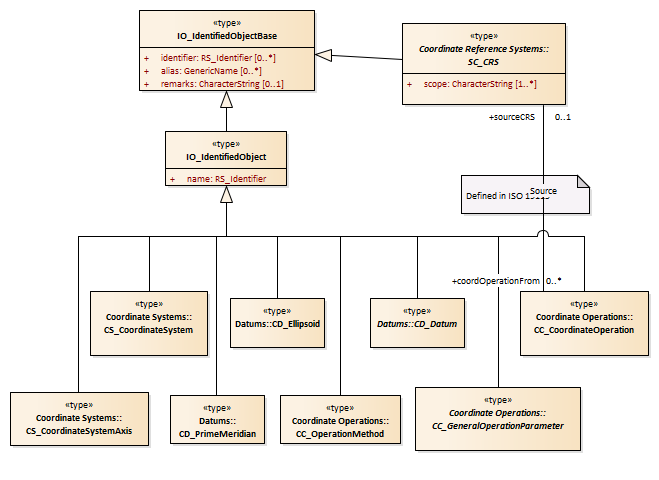 «type»
IO_IdentifiedObjectBase
+ identifier: RS_Identifier [0..*]
+ alias: GenericName [0..*]
+ remarks: CharacterString [0..1]
«type»
Coordinate Reference Systems::
SC_CRS
+ scope: CharacterString [1..*]
+sourceCRS 0..1
«type»
IO_IdentifiedObject
+ name: RS_Identifier
Defined in ISO
Source
+coordOperationFrom 0..*
«type»
Coordinate Systems::
CS_CoordinateSystem
«type»
Datums::CD_Ellipsoid
«type»
Datums::CD_Datum
«type»
Coordinate Operations::
CC_CoordinateOperation
«type»
Coordinate Systems::
CS_CoordinateSystemAxis
«type»
Datums::
CD_PrimeMeridian
«type»
Coordinate Operations::
CC_OperationMethod
«type»
Coordinate Operations::
CC_GeneralOperationParameter